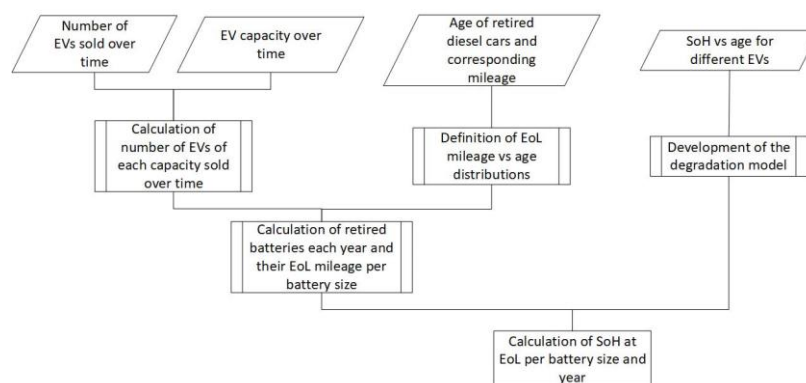 Number of
EVs sold over
time
EV capacity over
time
Age of retired
diesel cars and
corresponding
mileage
SoH vs age for
different EVs
Calculation of
number of EVs of
each capacity sold
over time
Definition of EoL
mileage vs age
distributions
Development of the
degradation model
Calculation of retired
batteries each year and
their EoL mileage per
battery size
Calculation of SoH at
EoL per battery size and
year